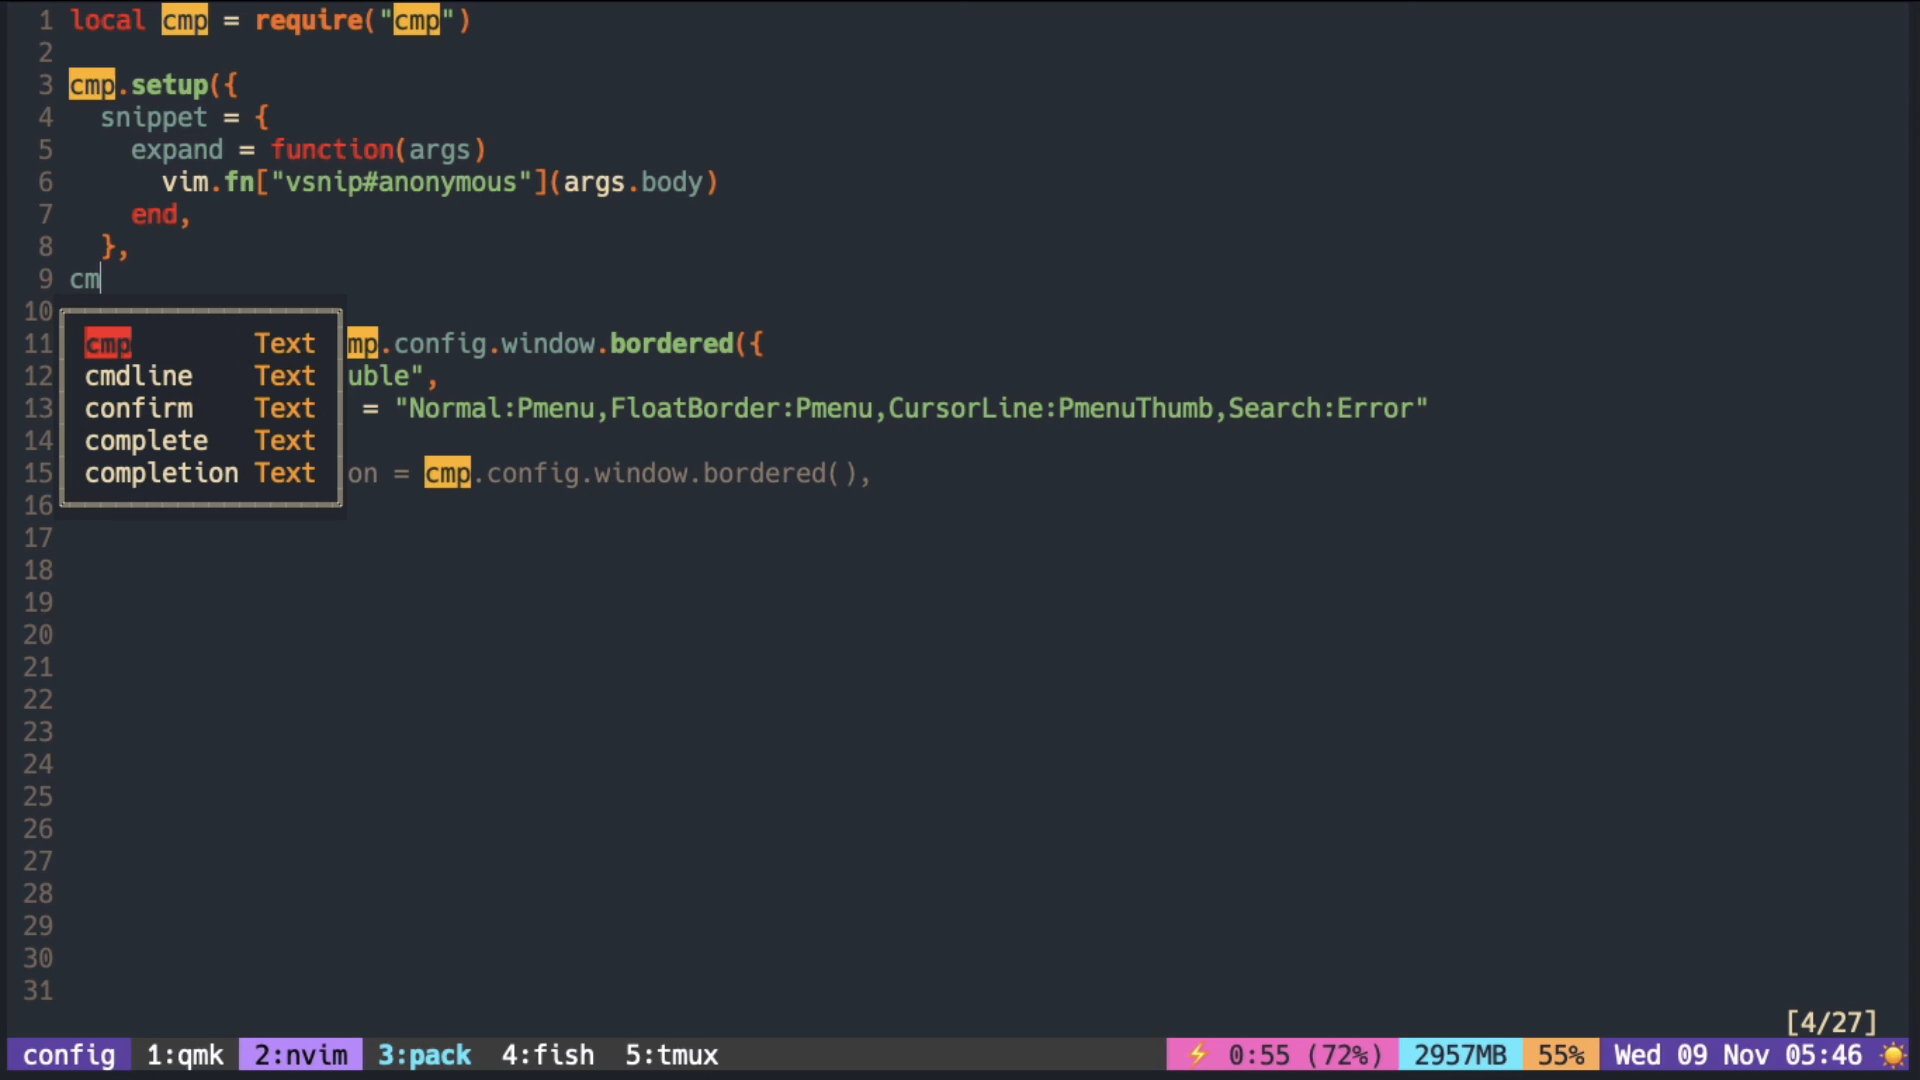 1 local cmp = require("cmp")
2
3 cmp.setup({
4   snippet = {
5     expand = function(args)
6       vim.fn["vsnip#anonymous"](args.body)
7     end,
8   },
9 cm
10
11 cmp Text mp.config.window.bordered({
12 cmdline Text uble",
13 confirm Text = "Normal:Pmenu,FloatBorder:Pmenu,CursorLine:PmenuThumb,Search:Error"
14 complete Text
15 completion Text on = cmp.config.window.bordered(),
16
17
18
19
20
21
22
23
24
25
26
27
28
29
30
31
[4/27]
config 1:qmk 2:nvim 3:pack 4:fish 5:tmux ⚡ 0:55 (72%) 2957MB 55% Wed 09 Nov 05:46 ☀️